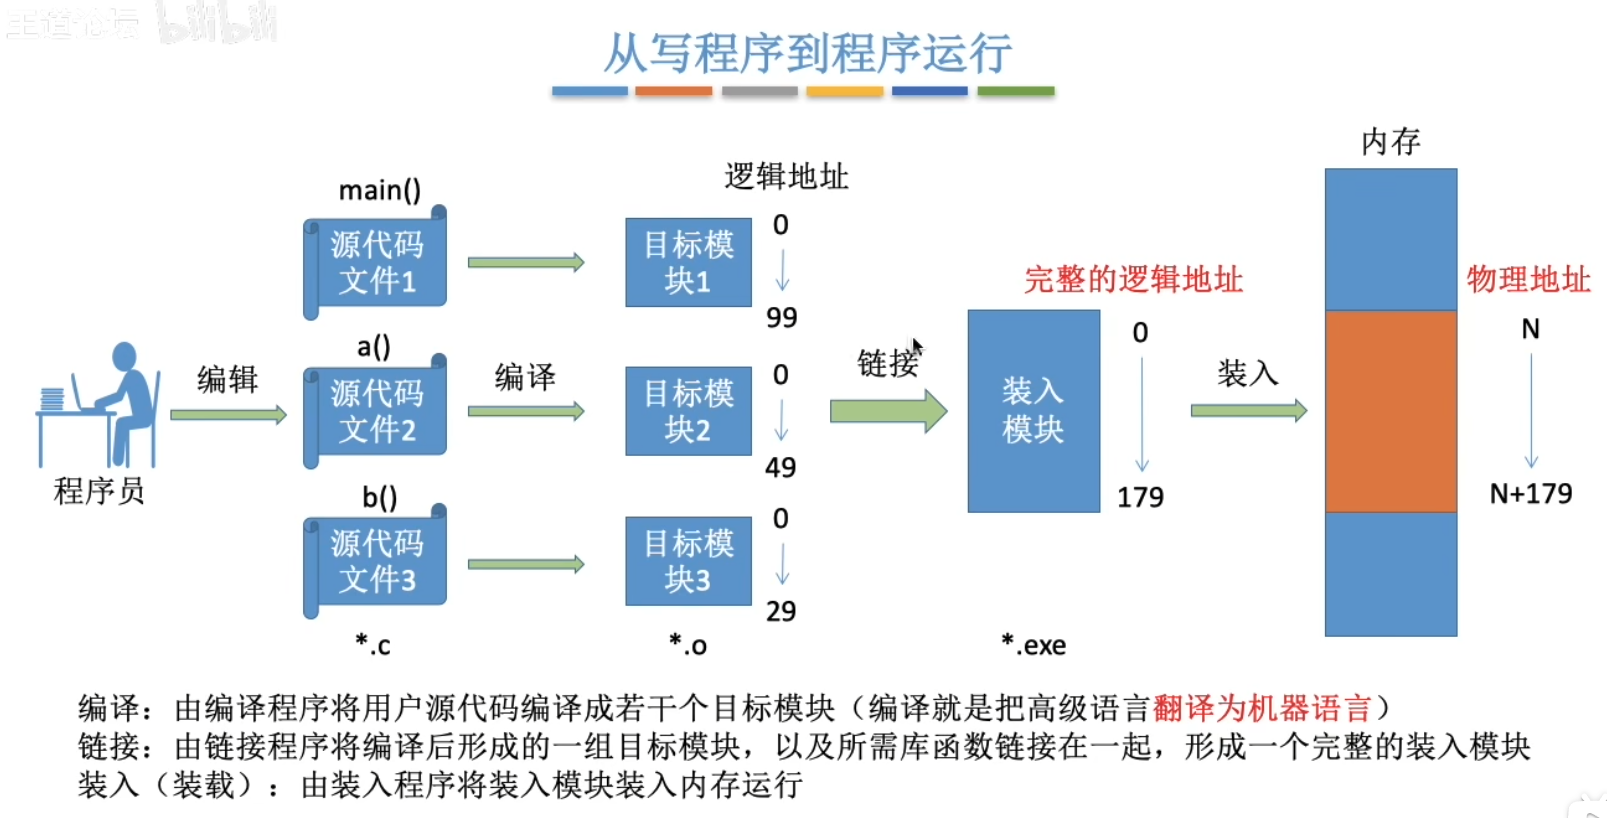 王道论坛 bilibili
从写程序到程序运行
内存
逻辑地址
main()
源代码
文件1
目标模
块1
0
99
完整的逻辑地址
物理地址
0
N
a()
编辑
源代码
文件2
编译
目标模
块2
0
49
链接
装入
模块
装入
179
N+179
程序员
b()
源代码
文件3
目标模
块3
0
29
*.c
*.o
*.exe
编译：由编译程序将用户源代码编译成若干个目标模块（编译就是把高级语言翻译为机器语言）
链接：由链接程序将编译后形成的一组目标模块，以及所需库函数链接在一起，形成一个完整的装入模块
装入（装载）：由装入程序将装入模块装入内存运行